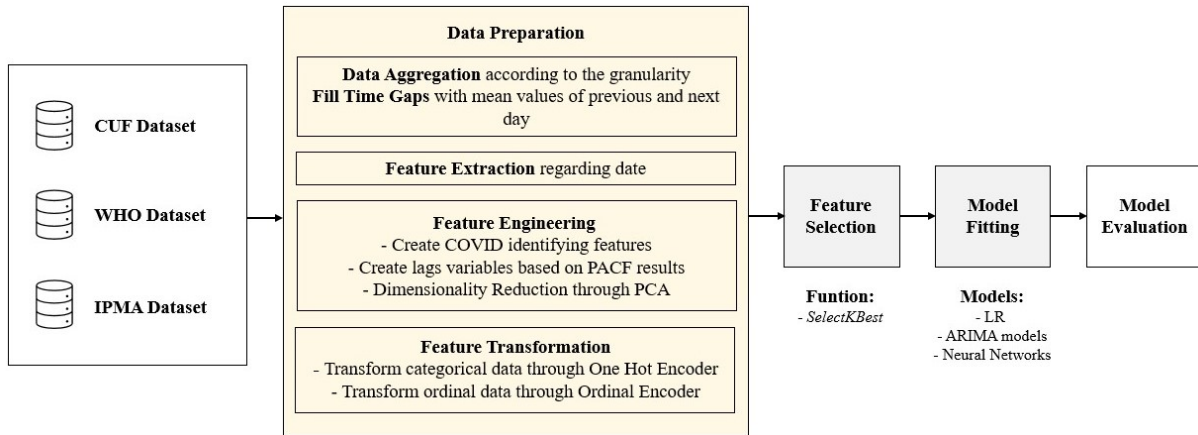 CUF Dataset
WHO Dataset
IPMA Dataset
Data Preparation
Data Aggregation according to the granularity
Fill Time Gaps with mean values of previous and next
day
Feature Extraction regarding date
Feature Engineering
- Create COVID identifying features
- Create lags variables based on PACF results
- Dimensionality Reduction through PCA
Feature Transformation
- Transform categorical data through One Hot Encoder
- Transform ordinal data through Ordinal Encoder
Feature
Selection
Funtion:
- SelectKBest
Model
Fitting
Models:
- LR
- ARIMA models
- Neural Networks
Model
Evaluation